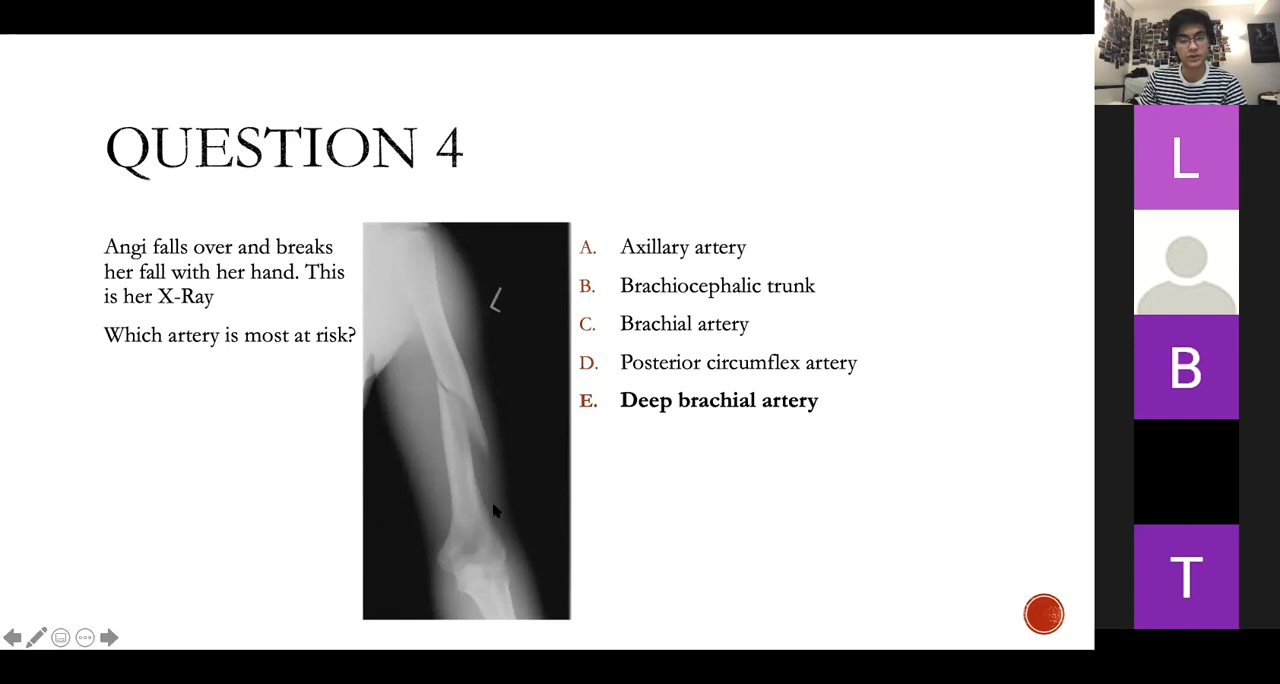 QUESTION 4
Angi falls over and breaks
her fall with her hand. This
is her X-Ray
Which artery is most at risk?
L
A. Axillary artery
B. Brachiocephalic trunk
C. Brachial artery
D. Posterior circumflex artery
E. Deep brachial artery
L
B
T